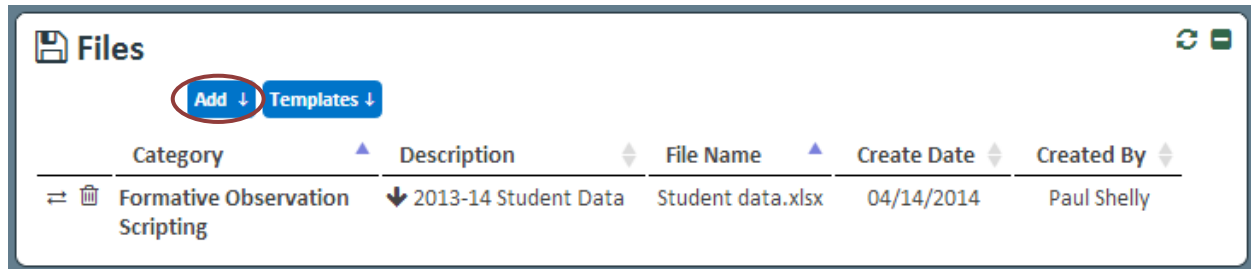 Files
Add ↓ Templates ↓
Category Description File Name Create Date Created By
Formative Observation 2013-14 Student Data Student data.xlsx 04/14/2014 Paul Shelly
Scripting